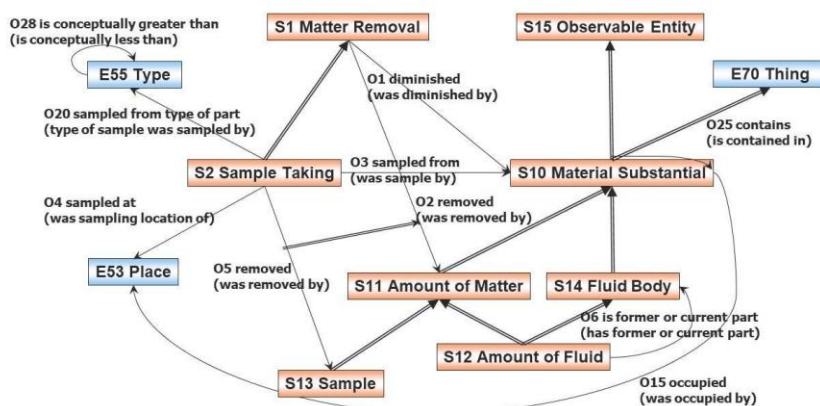 O28 is conceptually greater than
(is conceptually less than)
S1 Matter Removal
S15 Observable Entity
E55 Type
E70 Thing
O1 diminished
(was diminished by)
O20 sampled from type of part
(type of sample was sampled by)
O25 contains
(is contained in)
O3 sampled from
(was sample by)
S2 Sample Taking
S10 Material Substantial
O4 sampled at
(was sampling location of)
O2 removed
(was removed by)
E53 Place
O5 removed
(was removed by)
S11 Amount of Matter
S14 Fluid Body
O6 is former or current part
(has former or current part)
S12 Amount of Fluid
S13 Sample
O15 occupied
(was occupied by)